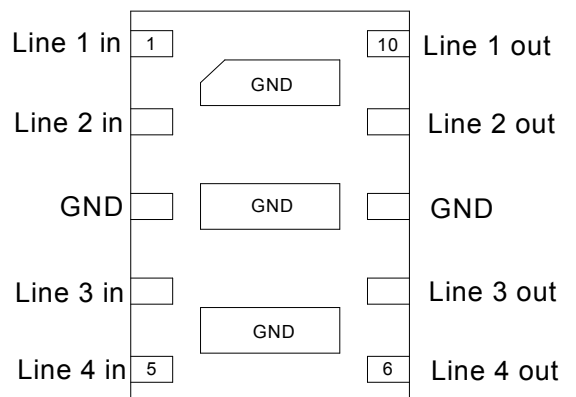 Line 1 in 1 10 Line 1 out
GND
Line 2 in Line 2 out
GND GND GND
Line 3 in Line 3 out
GND
Line 4 in 5 6 Line 4 out